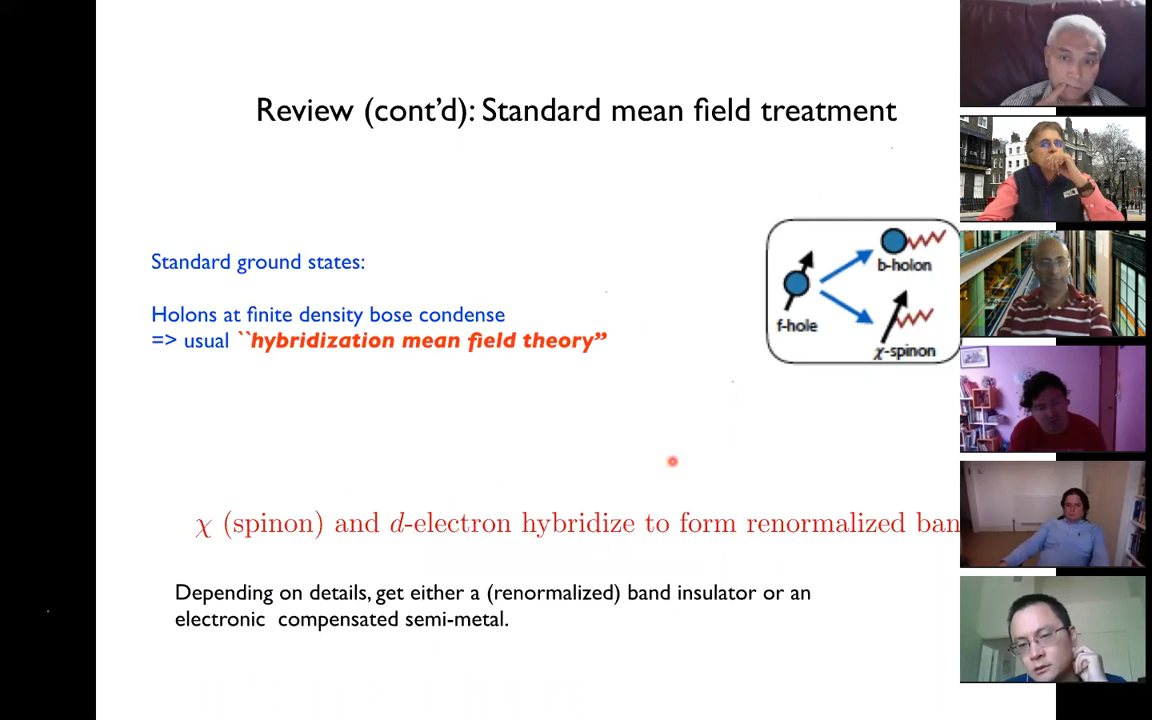 Review (cont’d): Standard mean field treatment
Standard ground states:
Holons at finite density bose condense
=> usual ``hybridization mean field theory”
b-holon
f-hole
χ-spinon
χ (spinon) and d-electron hybridize to form renormalized ban
Depending on details, get either a (renormalized) band insulator or an
electronic compensated semi-metal.